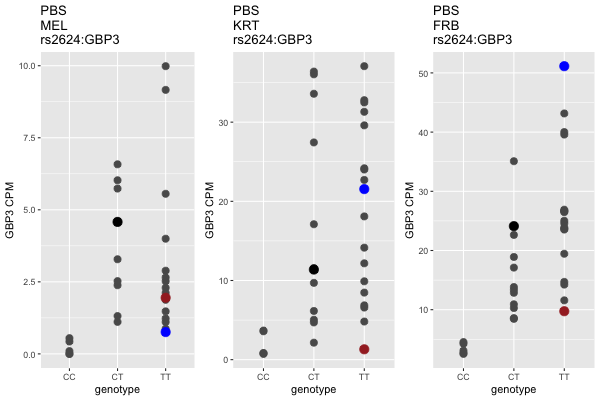 PBS
MEL
rs2624:GBP3
GBP3 CPM
10.0
7.5
5.0
2.5
0.0
CC CT TT
genotype
PBS
KRT
rs2624:GBP3
GBP3 CPM
30
20
10
0
CC CT TT
genotype
PBS
FRB
rs2624:GBP3
GBP3 CPM
50
40
30
20
10
CC CT TT
genotype